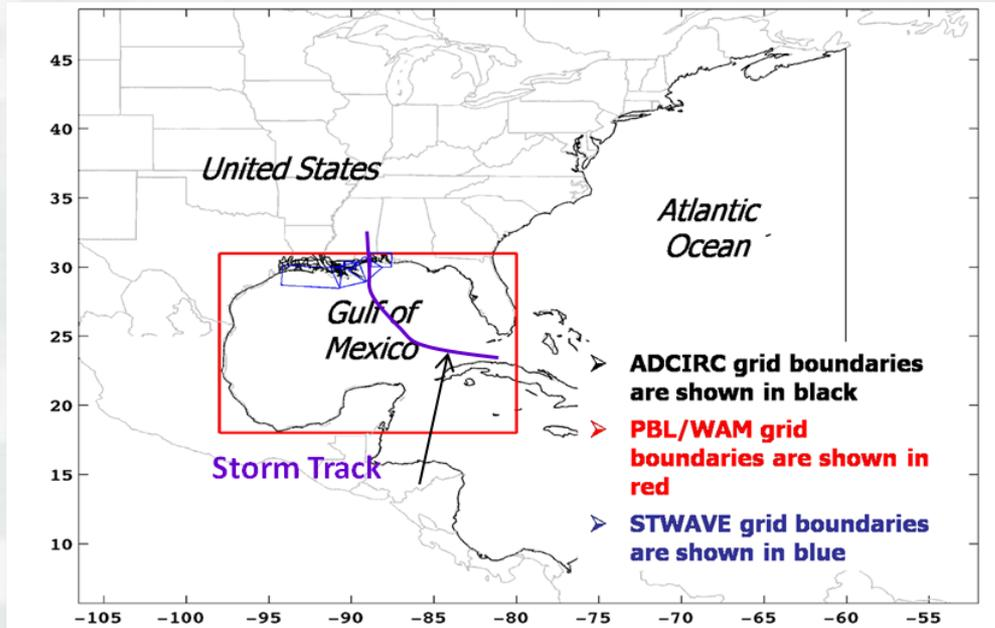 45
40
35
30
25
20
15
10
United States
Atlantic
Ocean
Gulf of
Mexico
Storm Track
➢ ADCIRC grid boundaries
are shown in black
➢ PBL/WAM grid
boundaries are shown in
red
➢ STWAVE grid boundaries
are shown in blue
−105 −100 −95 −90 −85 −80 −75 −70 −65 −60 −55